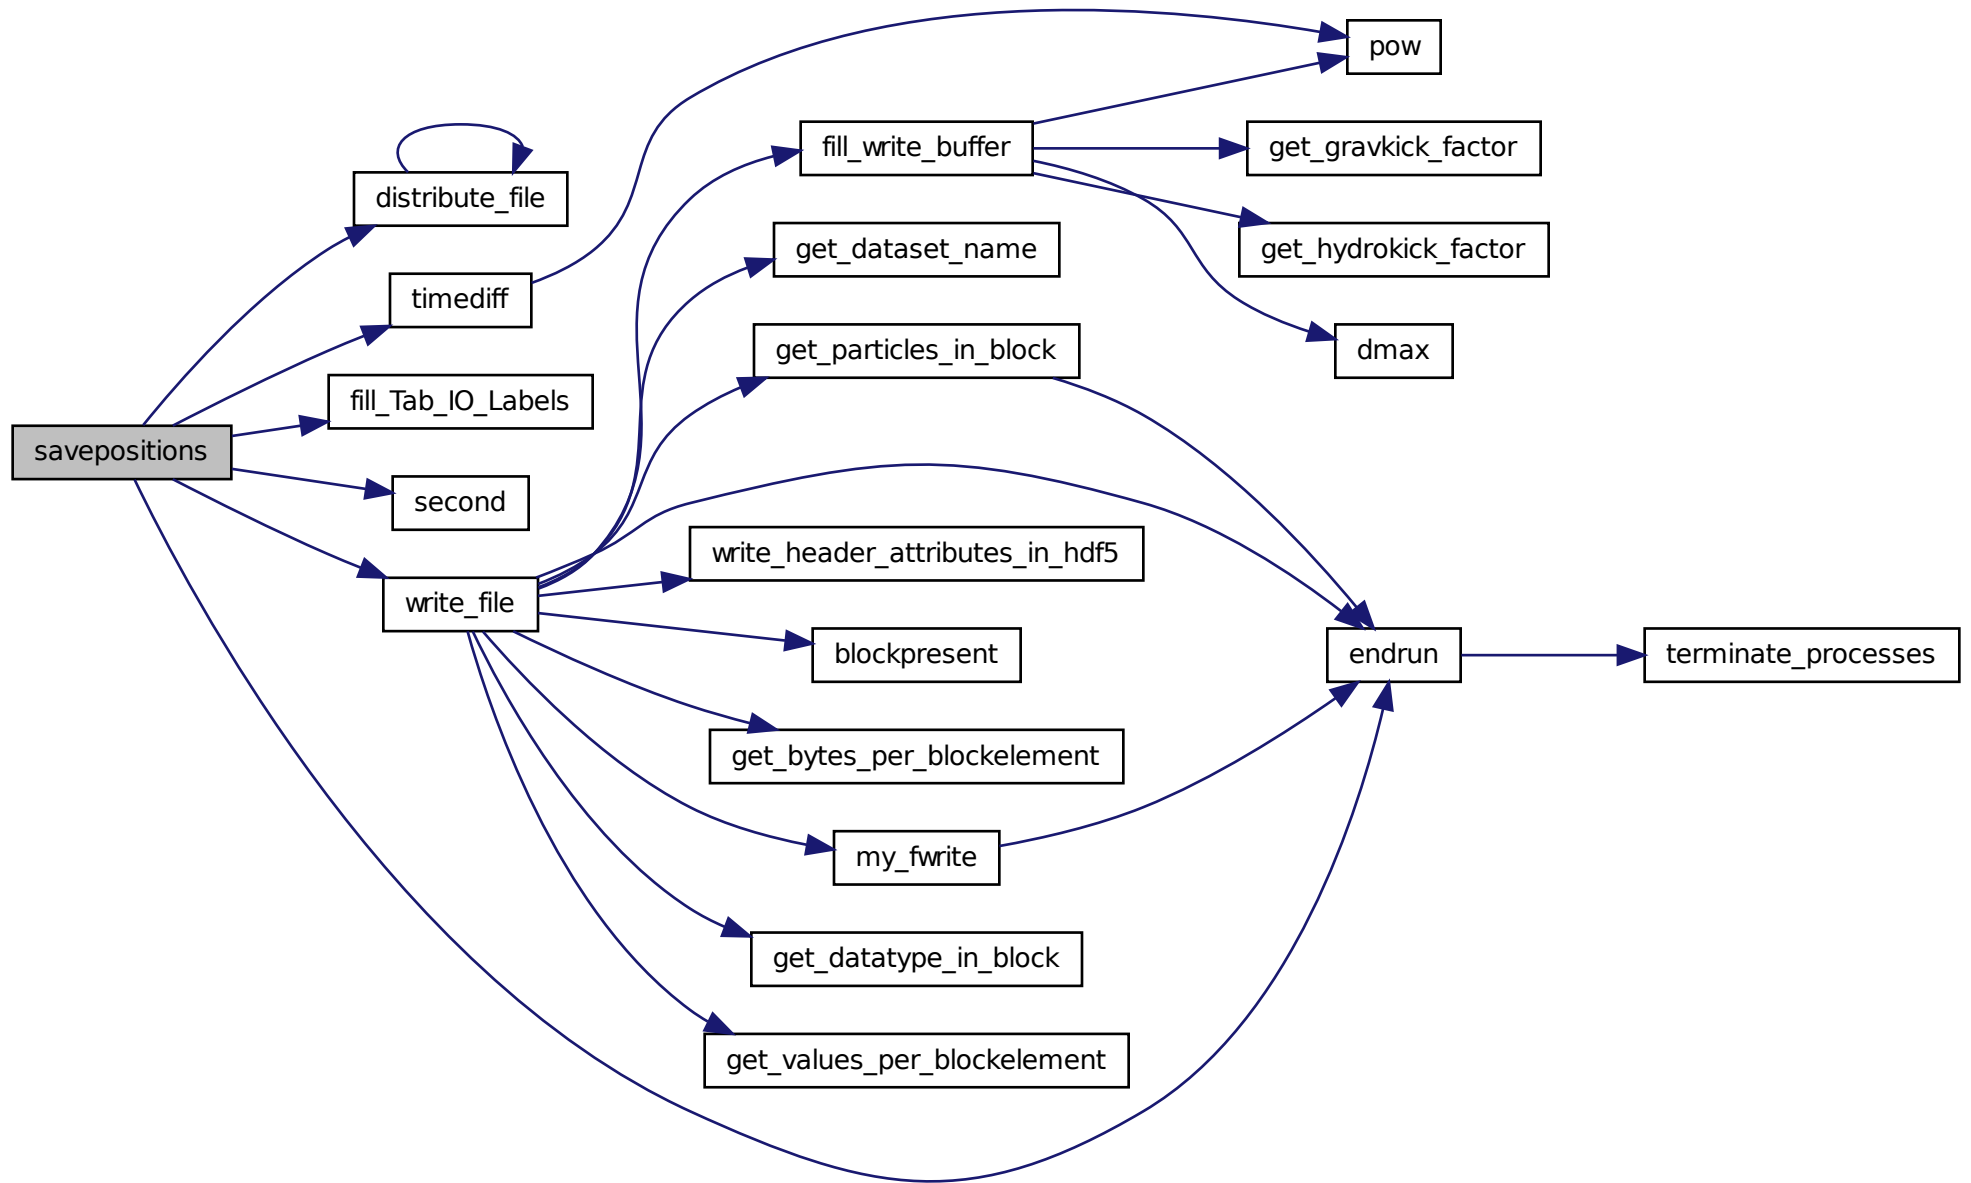 pow
fill_write_buffer
get_gravkick_factor
distribute_file
get_dataset_name
get_hydrokick_factor
timediff
get_particles_in_block
dmax
fill_Tab_IO_Labels
savepositions
second
write_header_attributes_in_hdf5
write_file
blockpresent
endrun
terminate_processes
get_bytes_per_blockelement
my_fwrite
get_datatype_in_block
get_values_per_blockelement